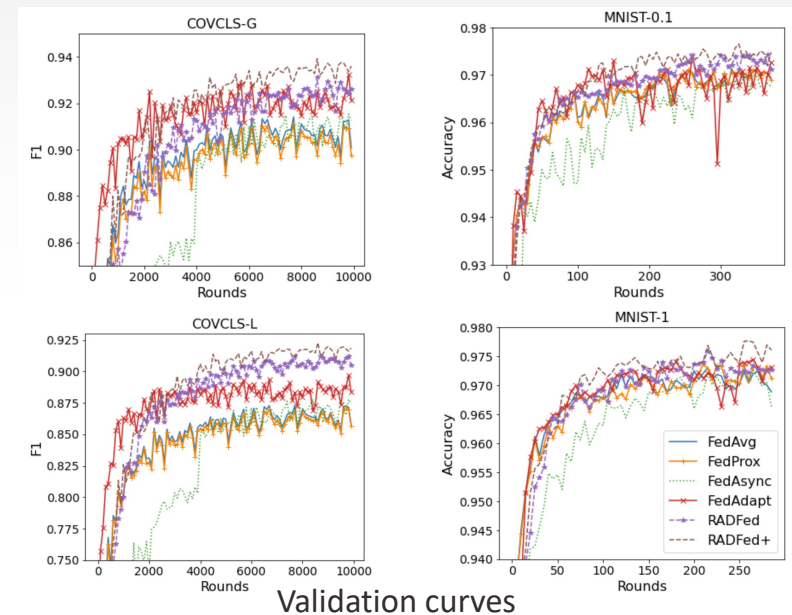 COVCLS-G
0.94
0.92
0.90
0.88
0.86
F1
0 2000 4000 6000 8000 10000
Rounds
MNIST-0.1
0.98
0.97
0.96
0.95
0.94
0.93
Accuracy
0 100 200 300
Rounds
COVCLS-L
0.925
0.900
0.875
0.850
0.825
0.800
0.775
0.750
F1
0 2000 4000 6000 8000 10000
Rounds
MNIST-1
0.980
0.975
0.970
0.965
0.960
0.955
0.950
0.945
0.940
Accuracy
0 50 100 150 200 250
Rounds
FedAvg
FedProx
FedAsync
FedAdapt
RADFed
RADFed+
Validation curves